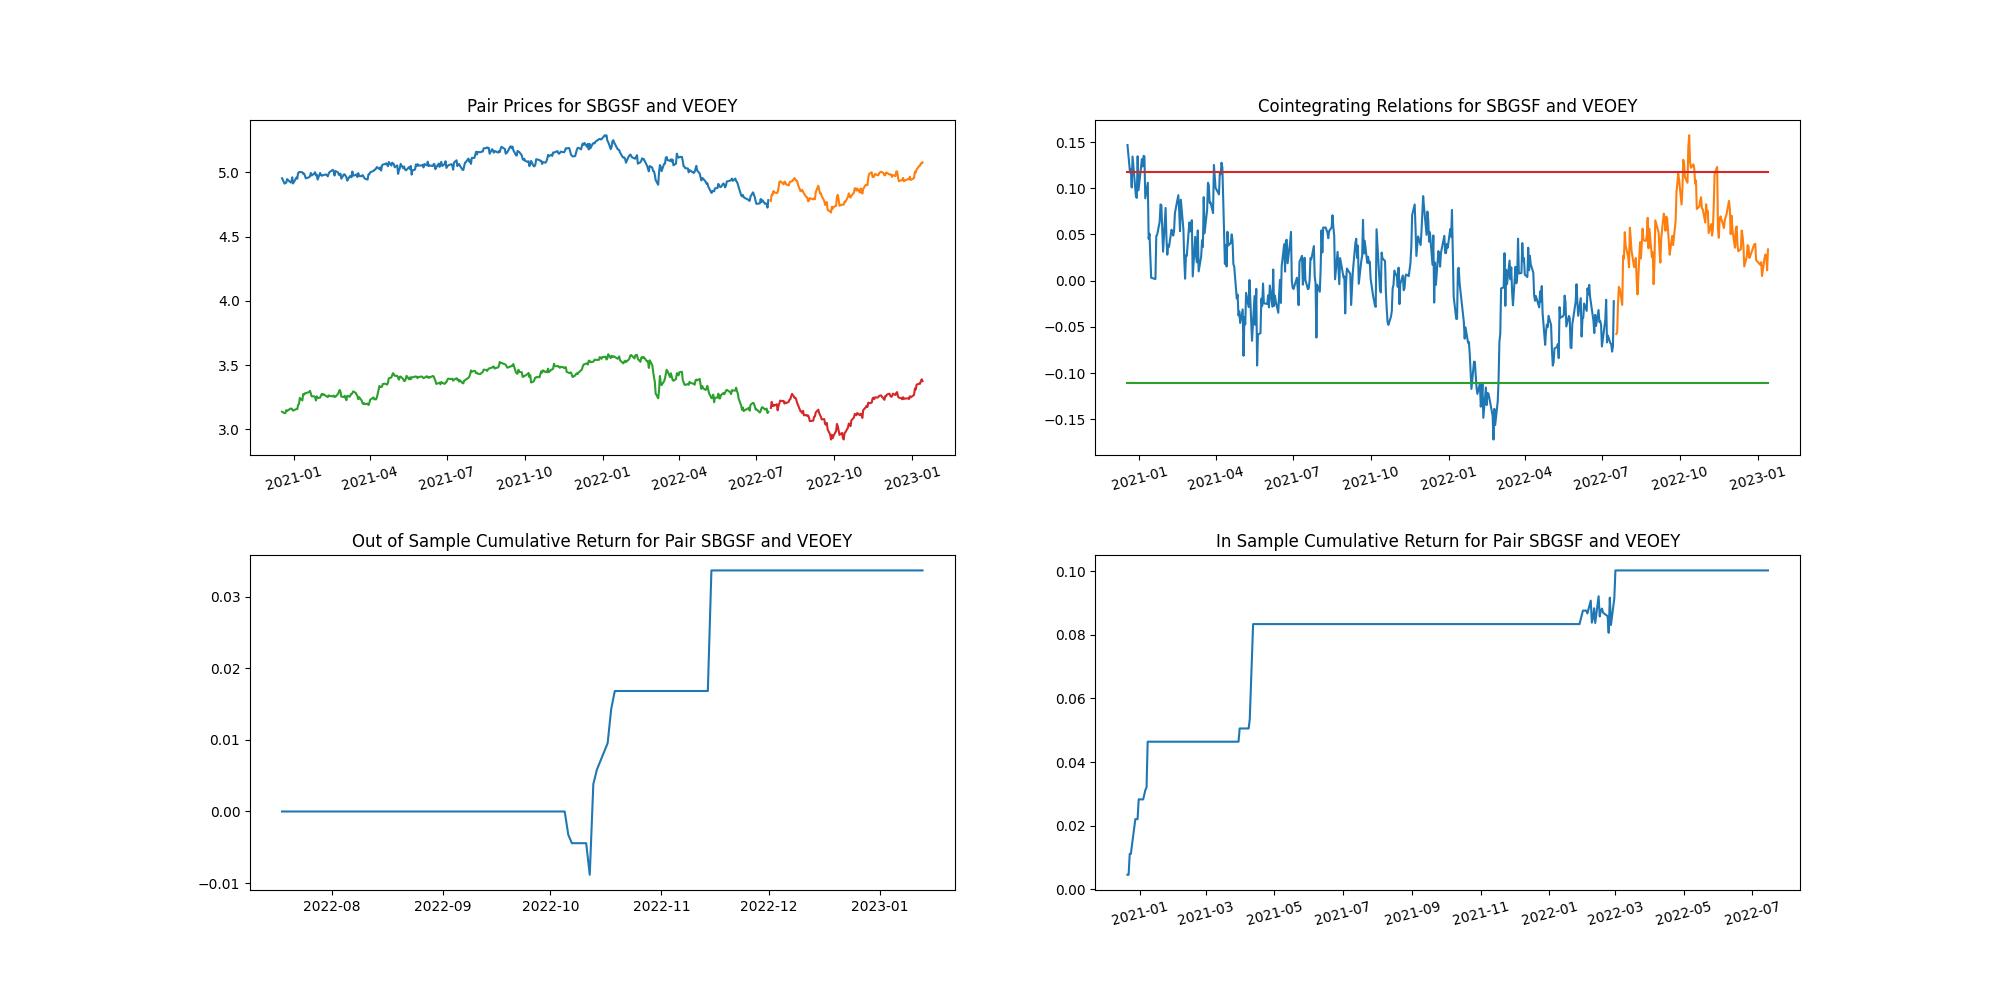 Pair Prices for SBGSF and VEOEY
5.0
4.5
4.0
3.5
3.0
2021-01 2021-04 2021-07 2021-10 2022-01 2022-04 2022-07 2022-10 2023-01
Cointegrating Relations for SBGSF and VEOEY
0.15
0.10
0.05
0.00
−0.05
−0.10
−0.15
2021-01 2021-04 2021-07 2021-10 2022-01 2022-04 2022-07 2022-10 2023-01
Out of Sample Cumulative Return for Pair SBGSF and VEOEY
0.03
0.02
0.01
0.00
−0.01
2022-08 2022-09 2022-10 2022-11 2022-12 2023-01
In Sample Cumulative Return for Pair SBGSF and VEOEY
0.10
0.08
0.06
0.04
0.02
0.00
2021-01 2021-03 2021-05 2021-07 2021-09 2021-11 2022-01 2022-03 2022-05 2022-07